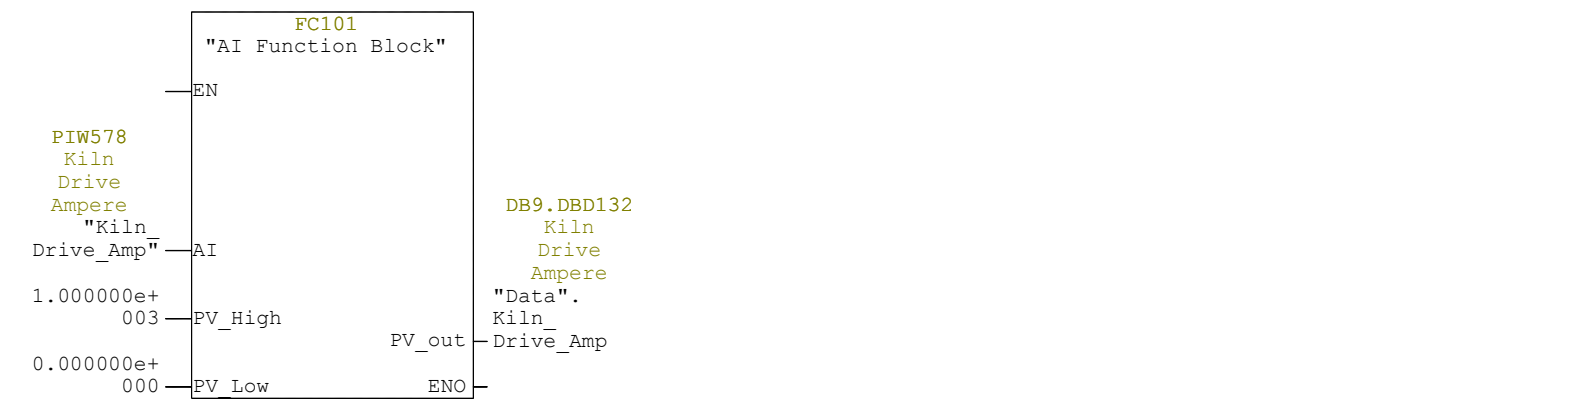 FC101
"AI Function Block"
EN
PIW578
Kiln
Drive
Ampere
"Kiln_
Drive_Amp"
AI
1.000000e+
003
PV_High
0.000000e+
000
PV_Low
DB9.DBD132
Kiln
Drive
Ampere
"Data".
Kiln_
Drive_Amp
PV_out
ENO